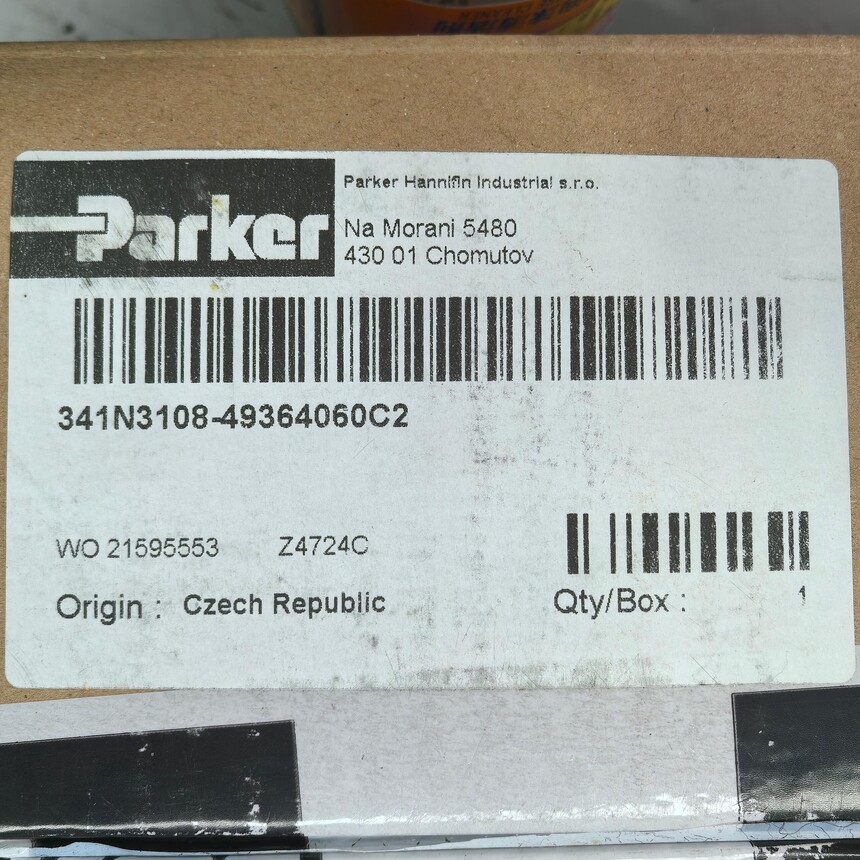 Parker
Parker Hannifin Industrial s.r.o.
Na Morani 5480
430 01 Chomutov
341N3108-49364060C2
WO 21595553 Z4724C
Origin : Czech Republic
Qty/Box : 1